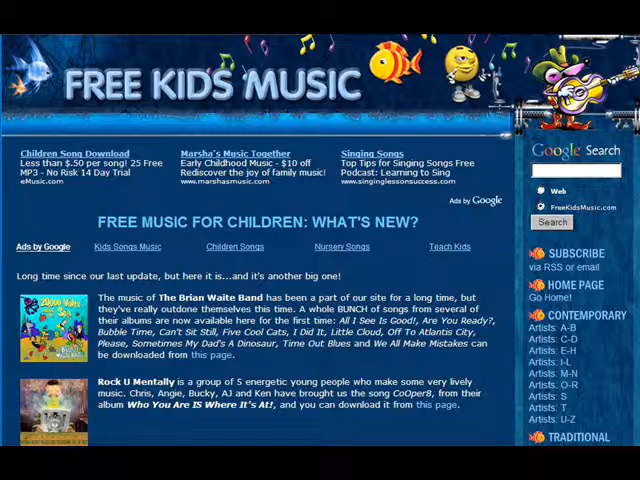 FREE KIDS MUSIC
Children Song Download
Less than $.50 per song! 25 Free
MP3 - No Risk 14 Day Trial
eMusic.com
Marsha's Music Together
Early Childhood Music - $10 off
Rediscover the joy of family music!
www.marshasmusic.com
Singing Songs
Top Tips for Singing Songs Free
Podcast: Learning to Sing
www.singinglessonsuccess.com
Ads by Google
FREE MUSIC FOR CHILDREN: WHAT'S NEW?
Ads by Google Kids Songs Music Children Songs Nursery Songs Teach Kids
Long time since our last update, but here it is...and it's another big one!
The music of The Brian Waite Band has been a part of our site for a long time, but
they've really outdone themselves this time. A whole BUNCH of songs from several of
their albums are now available here for the first time: All I See Is Good!, Are You Ready?,
Bubble Time, Can't Sit Still, Five Cool Cats, I Did It, Little Cloud, Off To Atlantic City,
Please, Sometimes My Dad's A Dinosaur, Time Out Blues and We All Make Mistakes can
be downloaded from this page.
Rock U Mentally is a group of 5 energetic young people who make some very lively
music. Chris, Angie, Bucky, AJ and Ken have brought us the song CoOper8, from their
album Who You Are IS Where It's At!, and you can download it from this page.
Google Search
Web
FreeKidsMusic.com
Search
SUBSCRIBE
via RSS or email
HOME PAGE
Go Home!
CONTEMPORARY
Artists: A-B
Artists: C-D
Artists: E-H
Artists: I-L
Artists: M-N
Artists: O-R
Artists: S
Artists: T
Artists: U-Z
TRADITIONAL